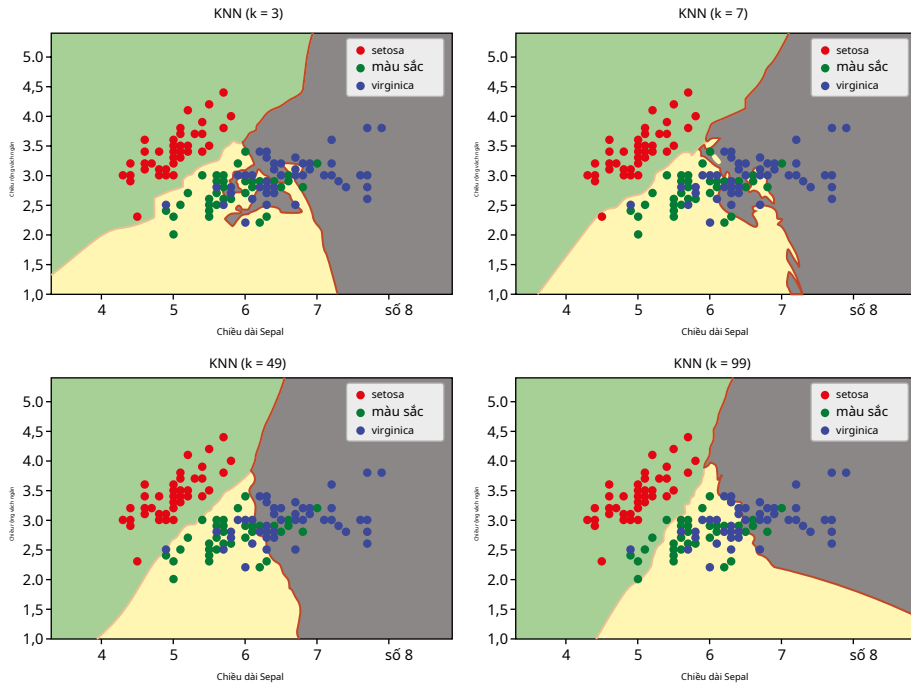 KNN (k = 3)
5.0
4,5
4.0
3.5
3.0
2.5
2.0
1,5
1,0
4
5
6
7
số 8
Chiều dài Sepal
setosa
màu sắc
virginica
KNN (k = 7)
5.0
4,5
4.0
3.5
3.0
2.5
2.0
1,5
1,0
4
5
6
7
số 8
Chiều dài Sepal
setosa
màu sắc
virginica
KNN (k = 49)
5.0
4,5
4.0
3.5
3.0
2.5
2.0
1,5
1,0
4
5
6
7
số 8
Chiều dài Sepal
setosa
màu sắc
virginica
KNN (k = 99)
5.0
4,5
4.0
3.5
3.0
2.5
2.0
1,5
1,0
4
5
6
7
số 8
Chiều dài Sepal
setosa
màu sắc
virginica